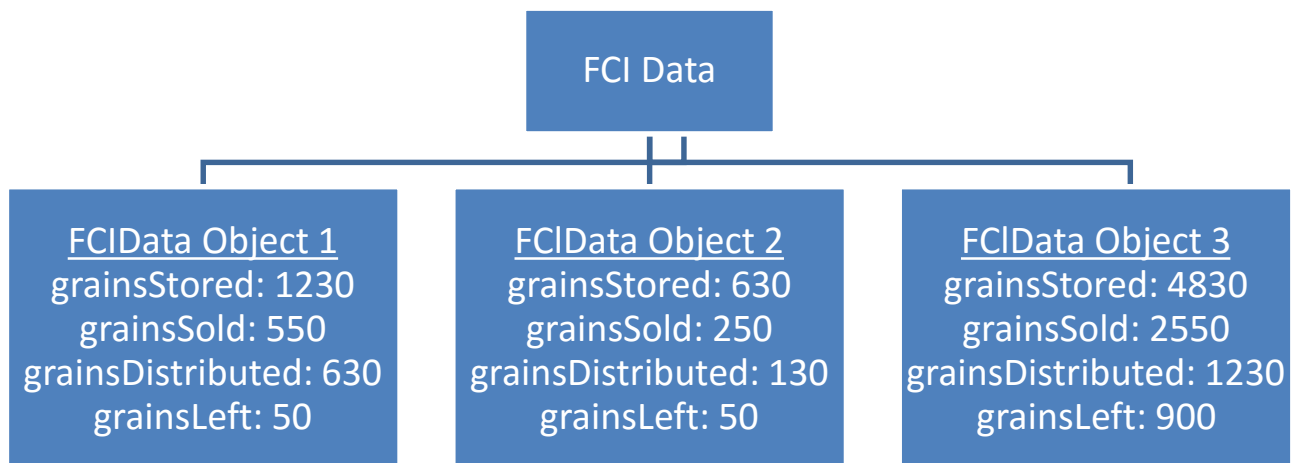 FCI Data
FCIData Object 1
grainsStored: 1230
grainsSold: 550
grainsDistributed: 630
grainsLeft: 50
FClData Object 2
grainsStored: 630
grainsSold: 250
grainsDistributed: 130
grainsLeft: 50
FClData Object 3
grainsStored: 4830
grainsSold: 2550
grainsDistributed: 1230
grainsLeft: 900